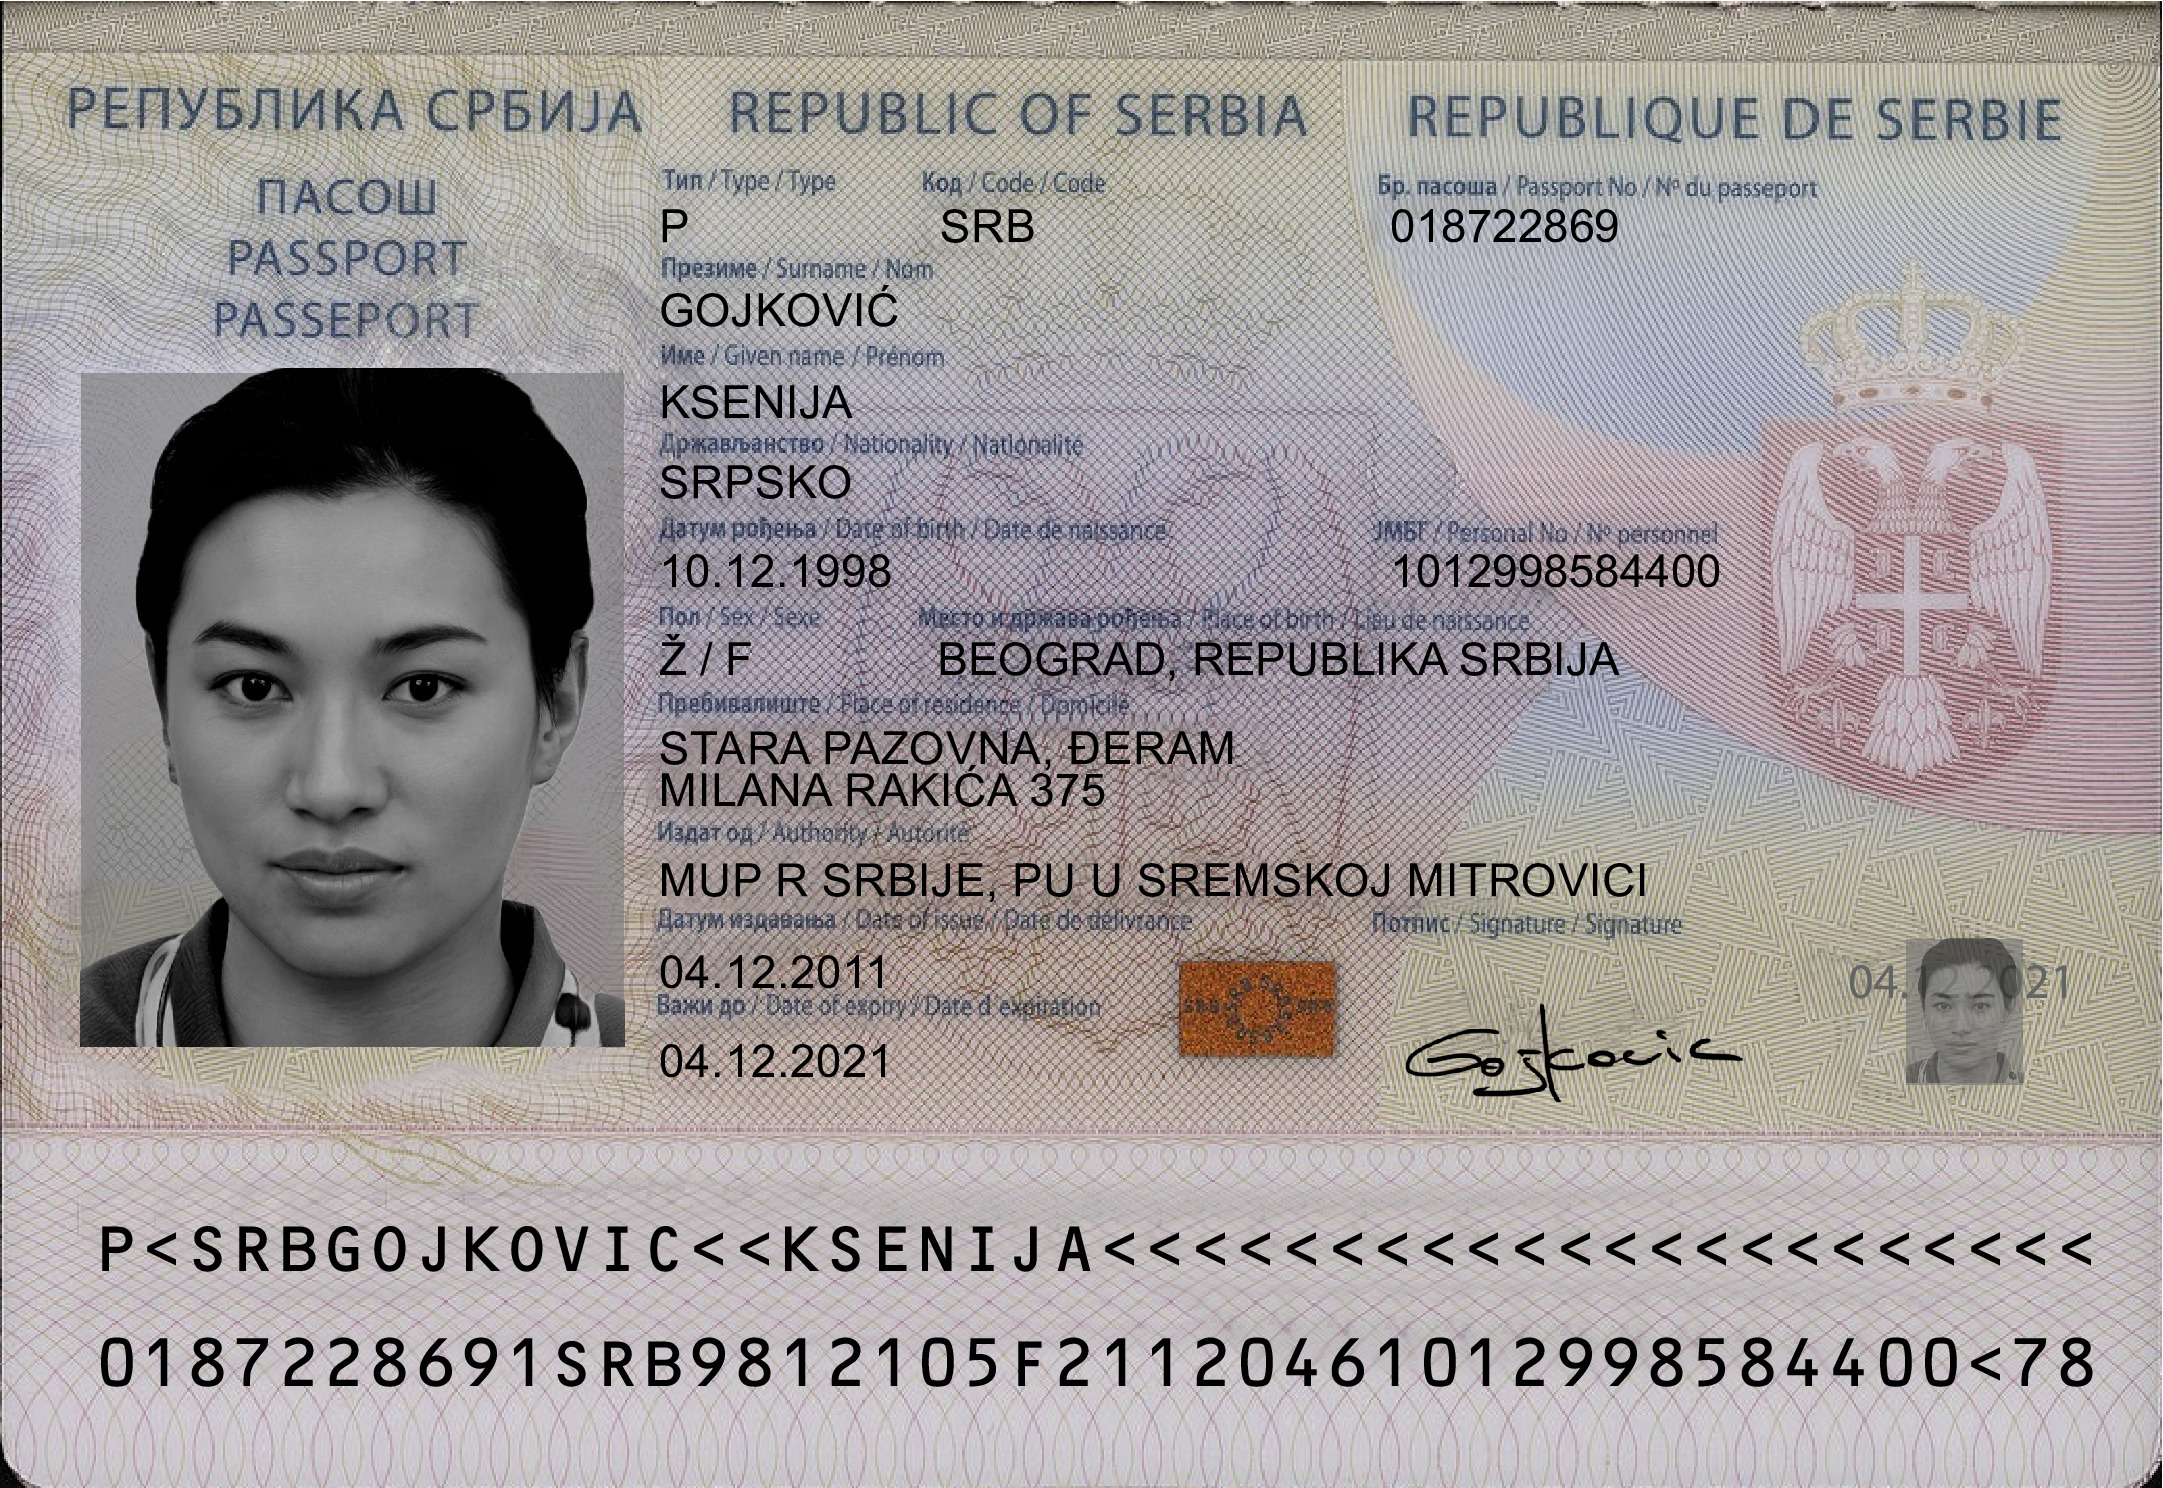 РЕПУБЛИКА СРБИЈА REPUBLIC OF SERBIA REPUBLIQUE DE SERBIE
ПАСОШ
PASSPORT
PASSEPORT
Тип / Type / Type Код / Code / Code Бр. пасоша / Passport No / Nº du passeport
P SRB 018722869
Презиме / Surname / Nom
GOJKOVIĆ
Име / Given name / Prénom
KSENIJA
Држављанство / Nationality / Nationalité
SRPSKO
Датум рођења / Date of birth / Date de naissance ЈМБГ / Personal No / Nº personnel
10.12.1998 1012998584400
Пол / Sex / Sexe Место и држава рођења / Place of birth / Lieu de naissance
Ž / F BEOGRAD, REPUBLIKA SRBIJA
Пребивалиште / Place of residence / Domicile
STARA PAZOVNA, ĐERAM
MILANA RAKIĆA 375
Издат од / Authority / Autorité
MUP R SRBIJE, PU U SREMSKOJ MITROVICI
Датум издавања / Date of issue / Date de délivrance Потпис / Signature / Signature
04.12.2011
04.12.2021
Важи до / Date of expiry / Date d expiration
04.12.2021
Gojkovic
P<SRBGOJKOVIC<<KSENIJA<<<<<<<<<<<<<<<<<<<<<<
0187228691SRB9812105F21120461012998584400<78